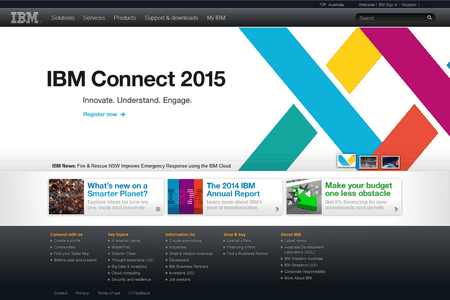 Australia
Welcome [ IBM Sign in / Register ]
IBM
Solutions
Services
Products
Support & downloads
My IBM
Search
IBM Connect 2015
Innovate. Understand. Engage.
Register now
IBM News: Fire & Rescue NSW Improves Emergency Response using the IBM Cloud
What's new on a
Smarter Planet?
Explore ideas for how we
live, work and innovate.
The 2014 IBM
Annual Report
Learn more about IBM's
year of transformation.
Make your budget
one less obstacle
Get 0% financing for new
investments and growth.
Connect with us
Create a profile
Communities
Find your Sales Rep
IBMers past and present
Key topics
A smarter planet
MobileFirst
Smarter Cities
Thought leadership (US)
Big Data & Analytics
Cloud computing
Security and resilience
Information for
C-suite executives
Industries
Small & medium business
Developers
IBM Business Partners
Investors (US)
Job seekers
Shop & buy
Special offers
Financing offers
Find a Business Partner
About IBM
Latest news
Australia Development
Laboratory (ADL)
IBM Western Australia
IBM Research (US)
Corporate responsibility
More About IBM
Contact
Privacy
Terms of use
Feedback